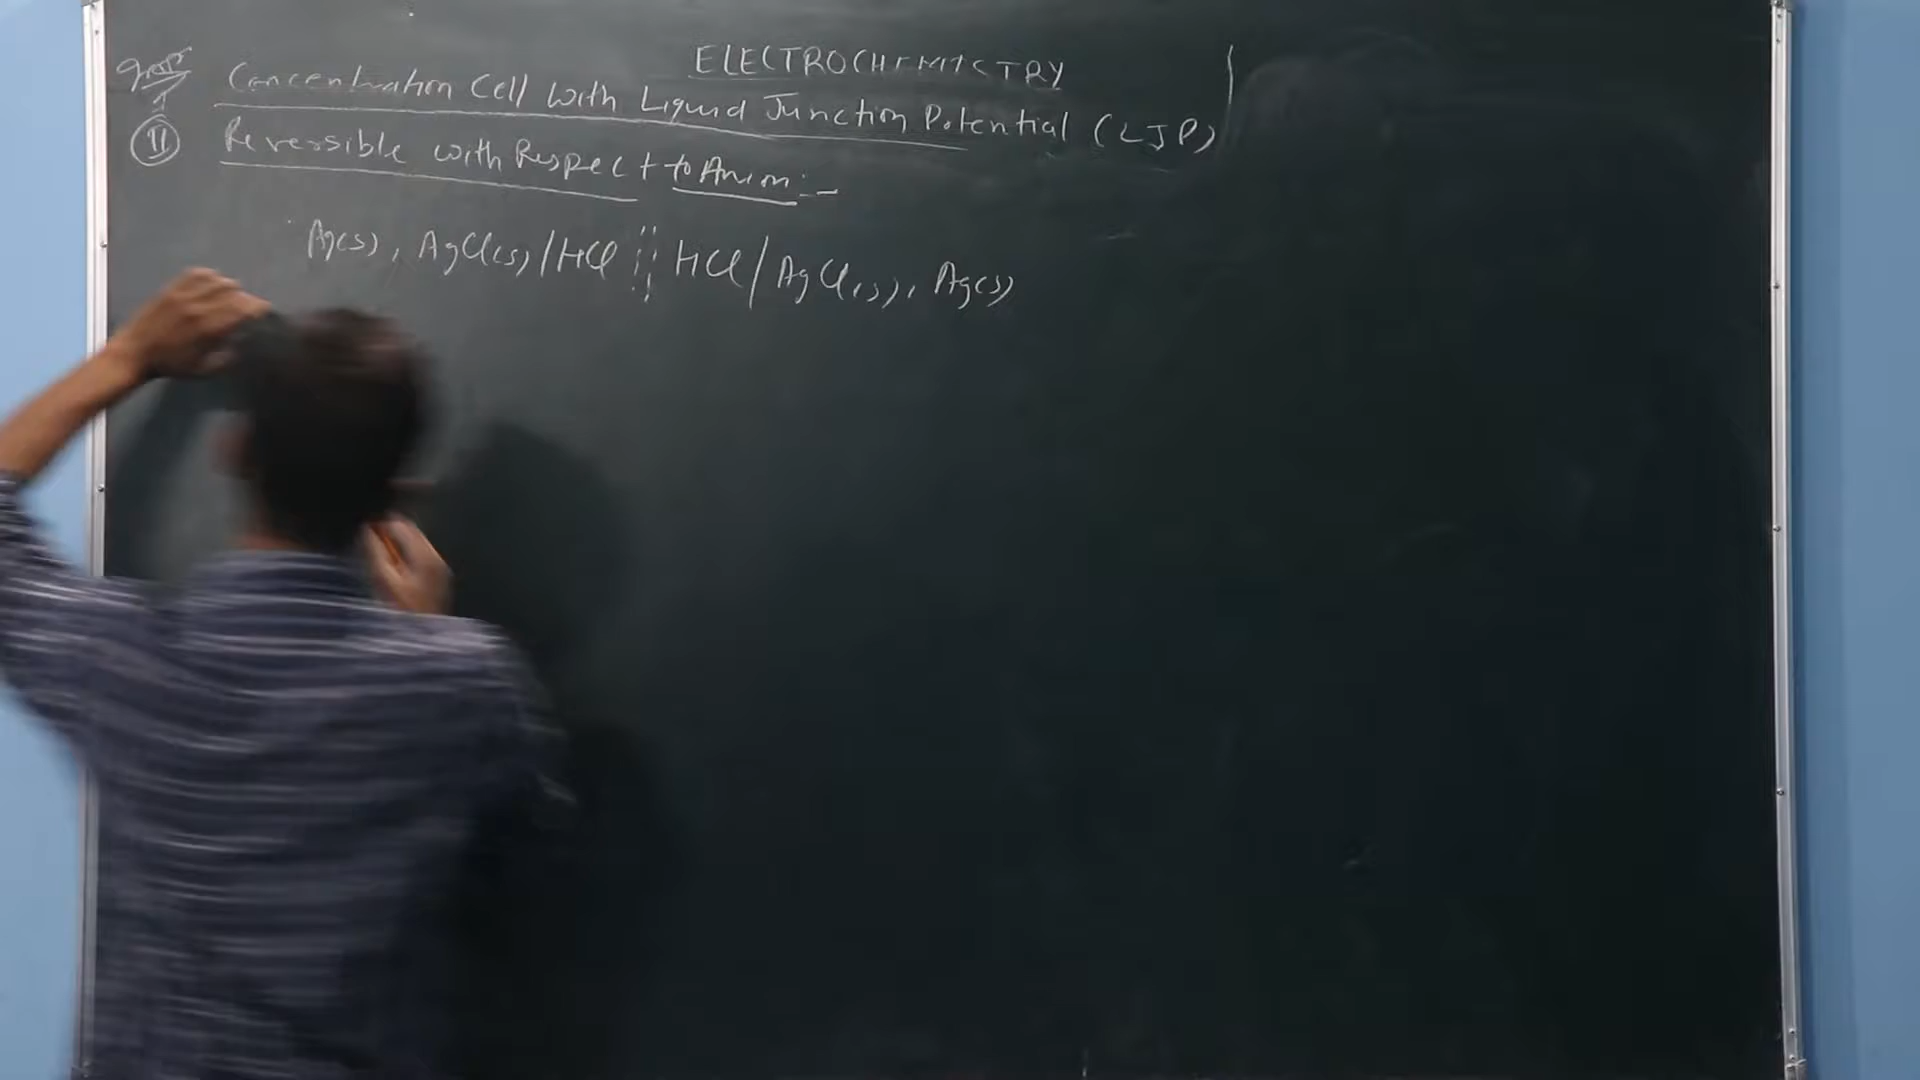 ELECTROCHEMISTRY
Concentration Cell with Liquid Junction Potential (LJP)
II Reversible with Respect to Anion :-
Ag(s), AgCl(s) / HCl ¦¦ HCl / AgCl(s), Ag(s)